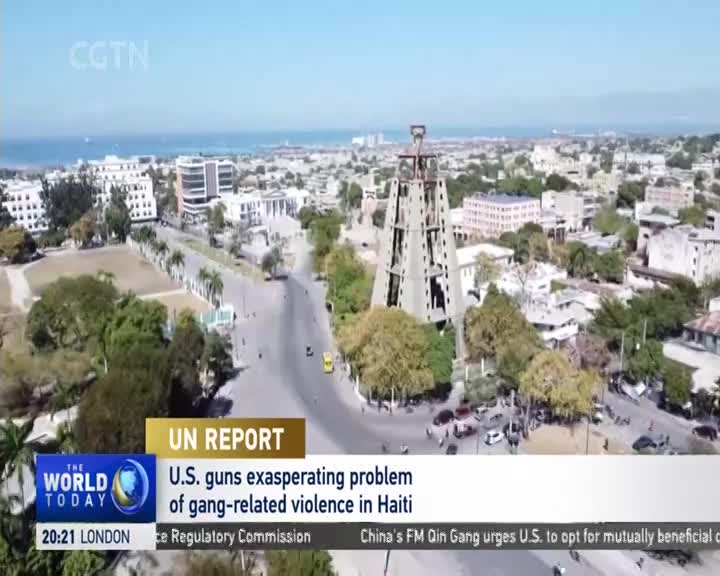 CGTN
UN REPORT
U.S. guns exasperating problem
of gang-related violence in Haiti
THE
WORLD
TODAY
20:21 LONDON
ce Regulatory Commission China's FM Qin Gang urges U.S. to opt for mutually beneficial